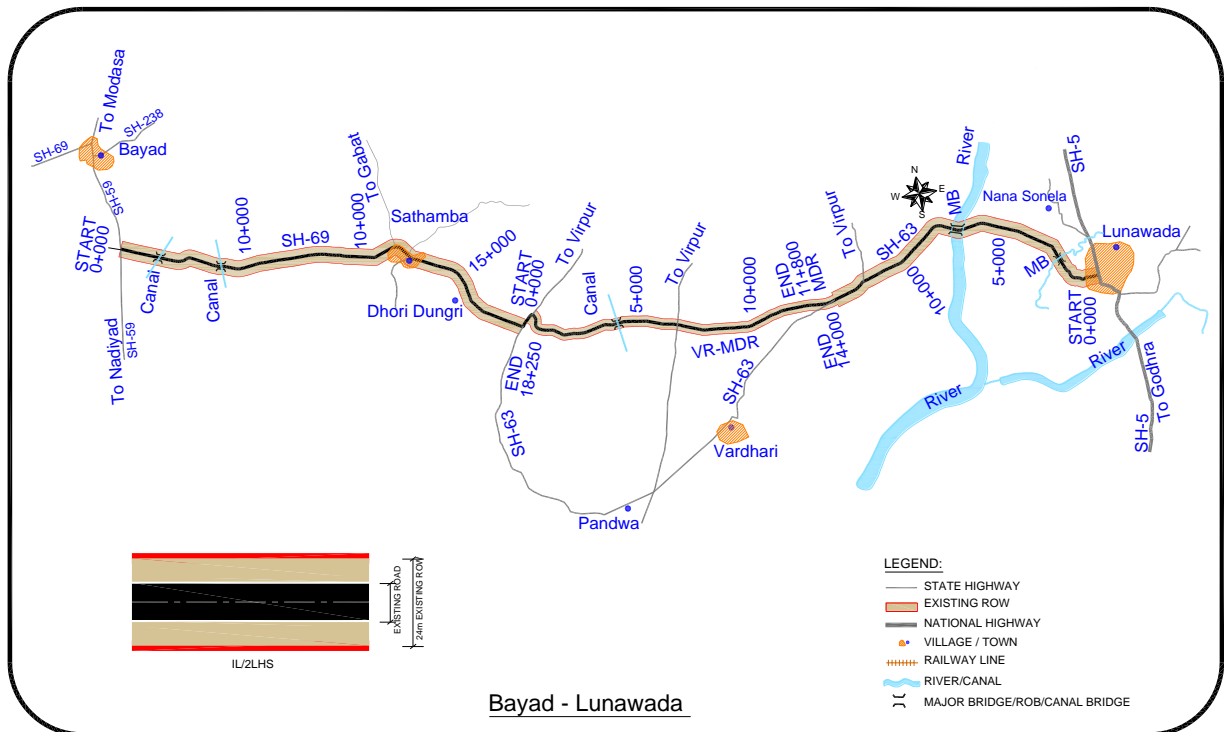 To Modasa
SH-238
SH-69
Bayad
SH-59
START
0+000
Canal
Canal
10+000
SH-69
10+000
To Gabat
Sathamba
15+000
Dhori Dungri
To Nadiyad
SH-59
START
0+000
To Virpur
END
18+250
SH-63
Canal
5+000
To Virpur
10+000
VR-MDR
END
11+800
MDR
To Virpur
END
14+000
SH-63
Vardhari
Pandwa
SH-63
10+000
N
E
W
S
River
MB
5+000
Nana Sonela
SH-5
Lunawada
MB
START
0+000
River
River
To Godhra
SH-5
EXISTING ROAD
24m EXISTING ROW
IL/2LHS
Bayad - Lunawada
LEGEND:
STATE HIGHWAY
EXISTING ROW
NATIONAL HIGHWAY
VILLAGE / TOWN
RAILWAY LINE
RIVER/CANAL
MAJOR BRIDGE/ROB/CANAL BRIDGE